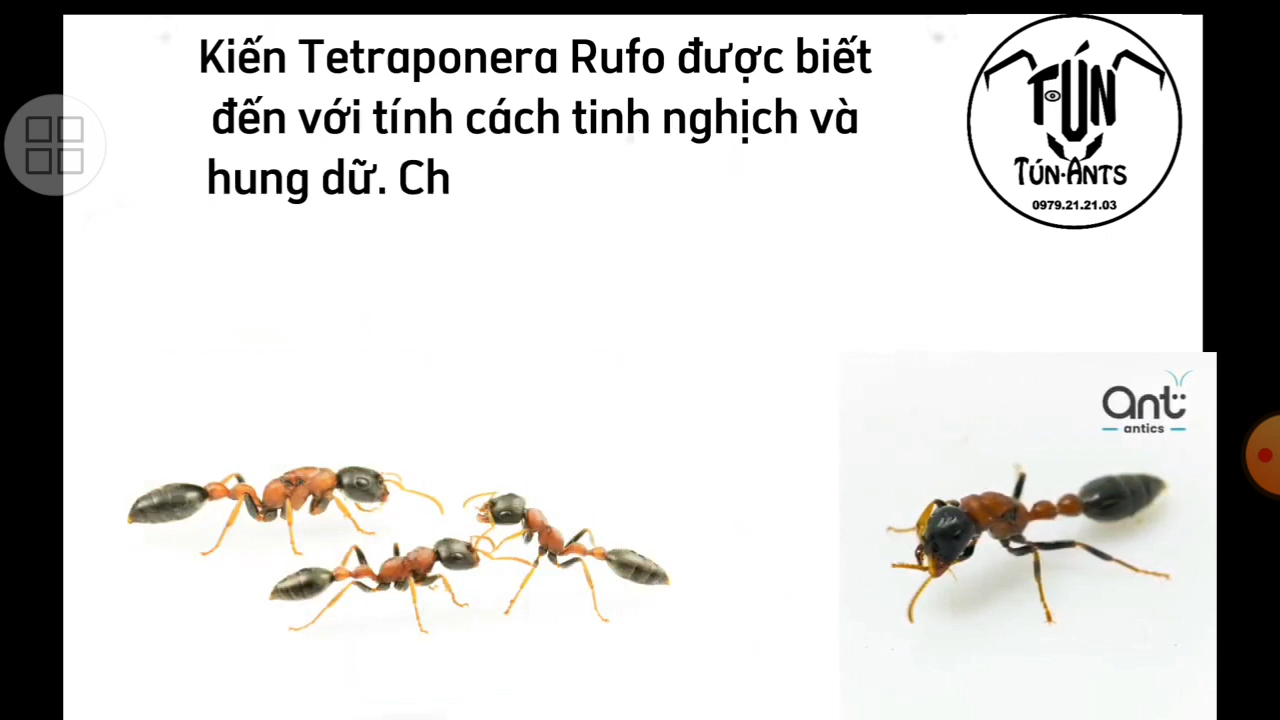 Kiến Tetraponera Rufo được biết
đến với tính cách tinh nghịch và
hung dữ. Ch
TÚN
TÚN·ANTS
0979.21.21.03
ant
antics